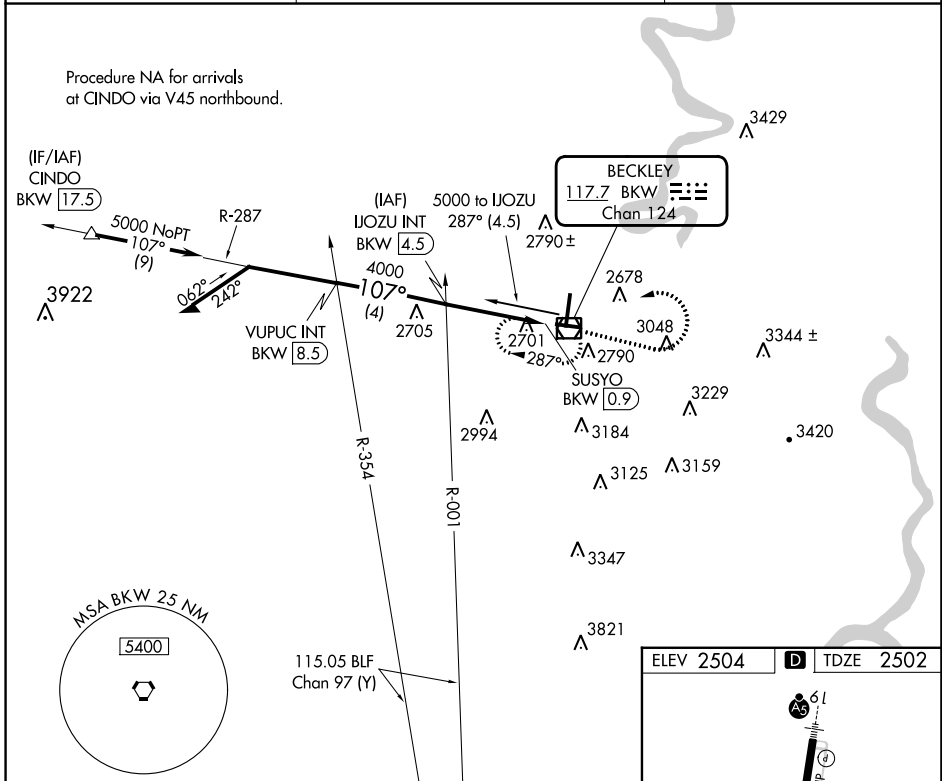 Procedure NA for arrivals
at CINDO via V45 northbound.
3429
(IF/IAF)
CINDO
BKW 17.5
5000 NoPT
107°
(9)
R-287
(IAF)
IJOZU INT
BKW 4.5
5000 to IJOZU
287° (4.5)
BECKLEY
117.7 BKW
Chan 124
2790 ±
3922
062°
242°
4000
107°
(4)
2705
2678
VUPUC INT
BKW 8.5
2701
287°
3048
2790
3344 ±
SUSYO
BKW 0.9
3229
2994
3184
3420
R-354
R-001
3125
3159
3347
MSA BKW 25 NM
5400
3821
115.05 BLF
Chan 97 (Y)
ELEV 2504
D
TDZE 2502
A5
19
P